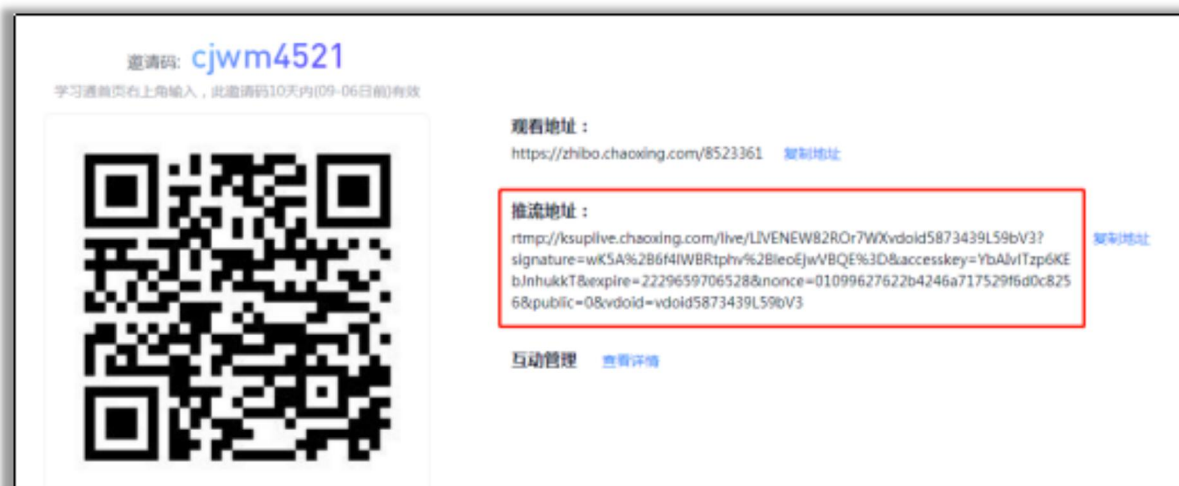 邀请码: cjwm4521
学习通首页右上角输入，此邀请码10天内(09-06日前)有效
观看地址：
https://zhibo.chaoxing.com/8523361 复制地址
推流地址：
rtmp://ksuplive.chaoxing.com/live/LIVENEW82ROr7WXvdoid5873439L59bV3?
signature=wK5A%2B6f4IWBRtphv%2BIeoEJwVBQE%3D&accesskey=YbAIvITzp6KE
bJnhukkT&expire=2229659706528&nonce=01099627622b4246a717529f6d0c825
6&public=0&vdoid=vdoid5873439L59bV3
复制地址
互动管理 查看详情